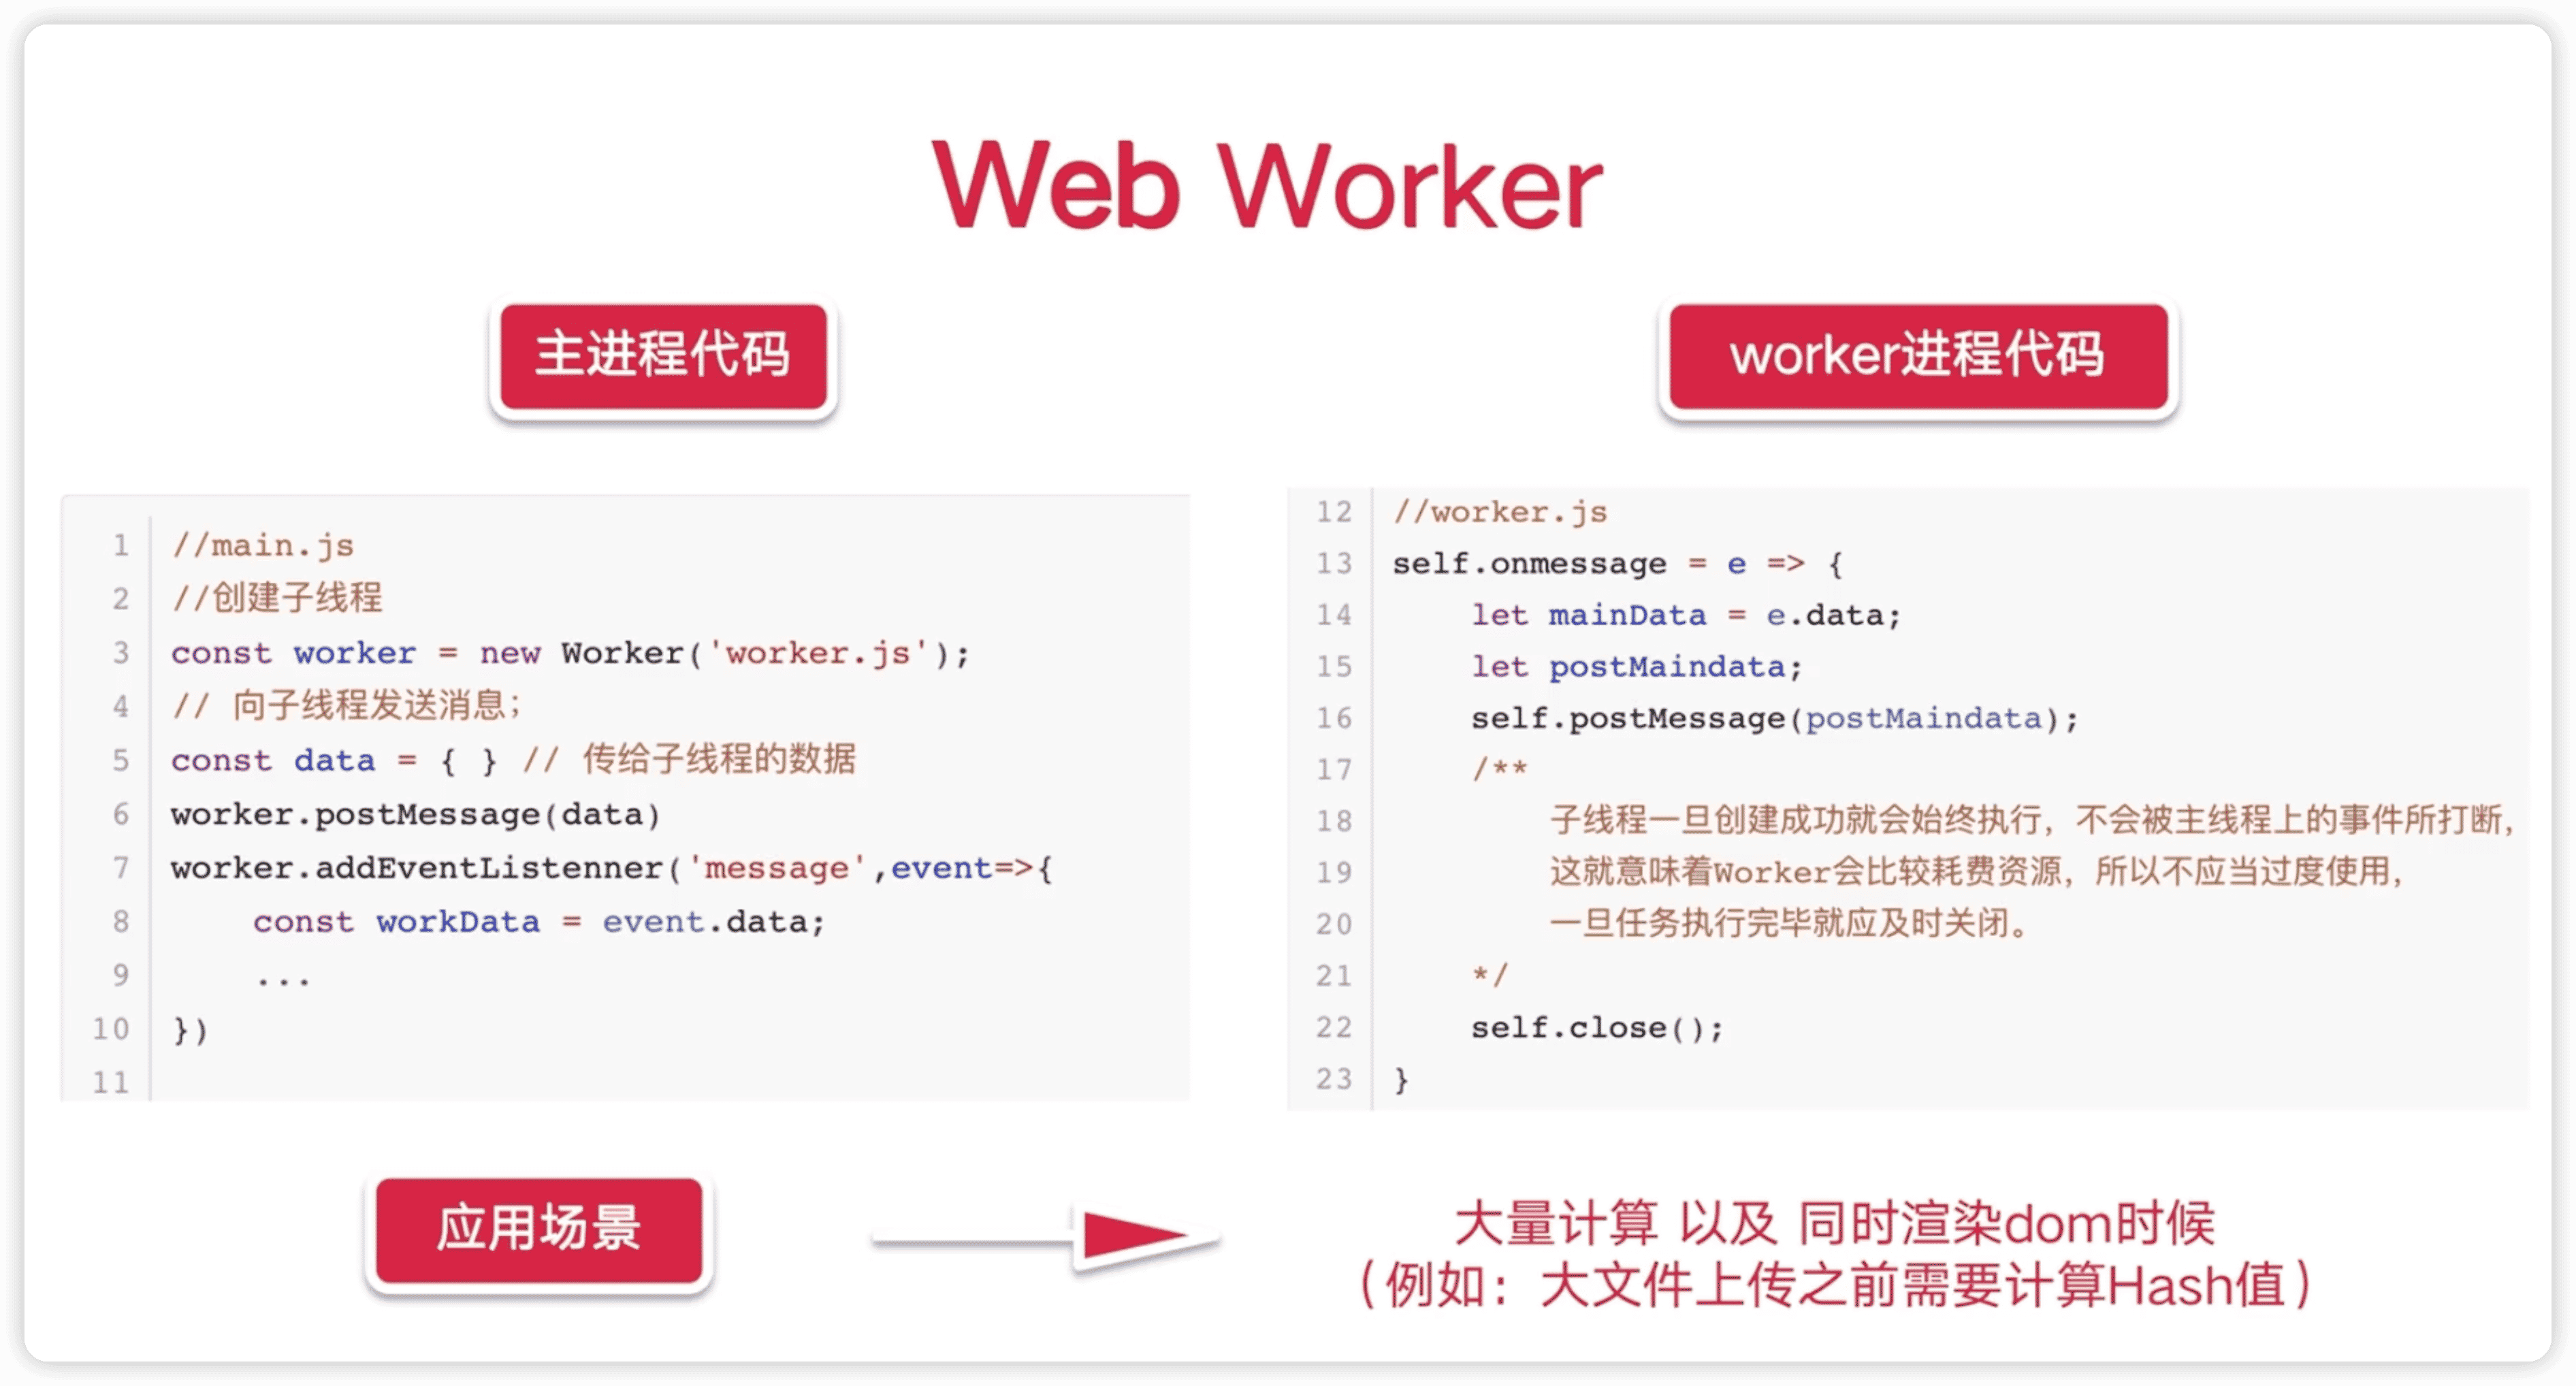 Web Worker
主进程代码
1 //main.js
2 //创建子线程
3 const worker = new Worker('worker.js');
4 // 向子线程发送消息;
5 const data = { } // 传给子线程的数据
6 worker.postMessage(data)
7 worker.addEventListenner('message',event=>{
8 const workData = event.data;
9 ...
10 })
11
worker进程代码
12 //worker.js
13 self.onmessage = e => {
14 let mainData = e.data;
15 let postMaindata;
16 self.postMessage(postMaindata);
17 /**
18 子线程一旦创建成功就会始终执行，不会被主线程上的事件所打断，
19 这就意味着Worker会比较耗费资源，所以不应当过度使用，
20 一旦任务执行完毕就应及时关闭。
21 */
22 self.close();
23 }
应用场景
大量计算 以及 同时渲染dom时候
（例如：大文件上传之前需要计算Hash值）